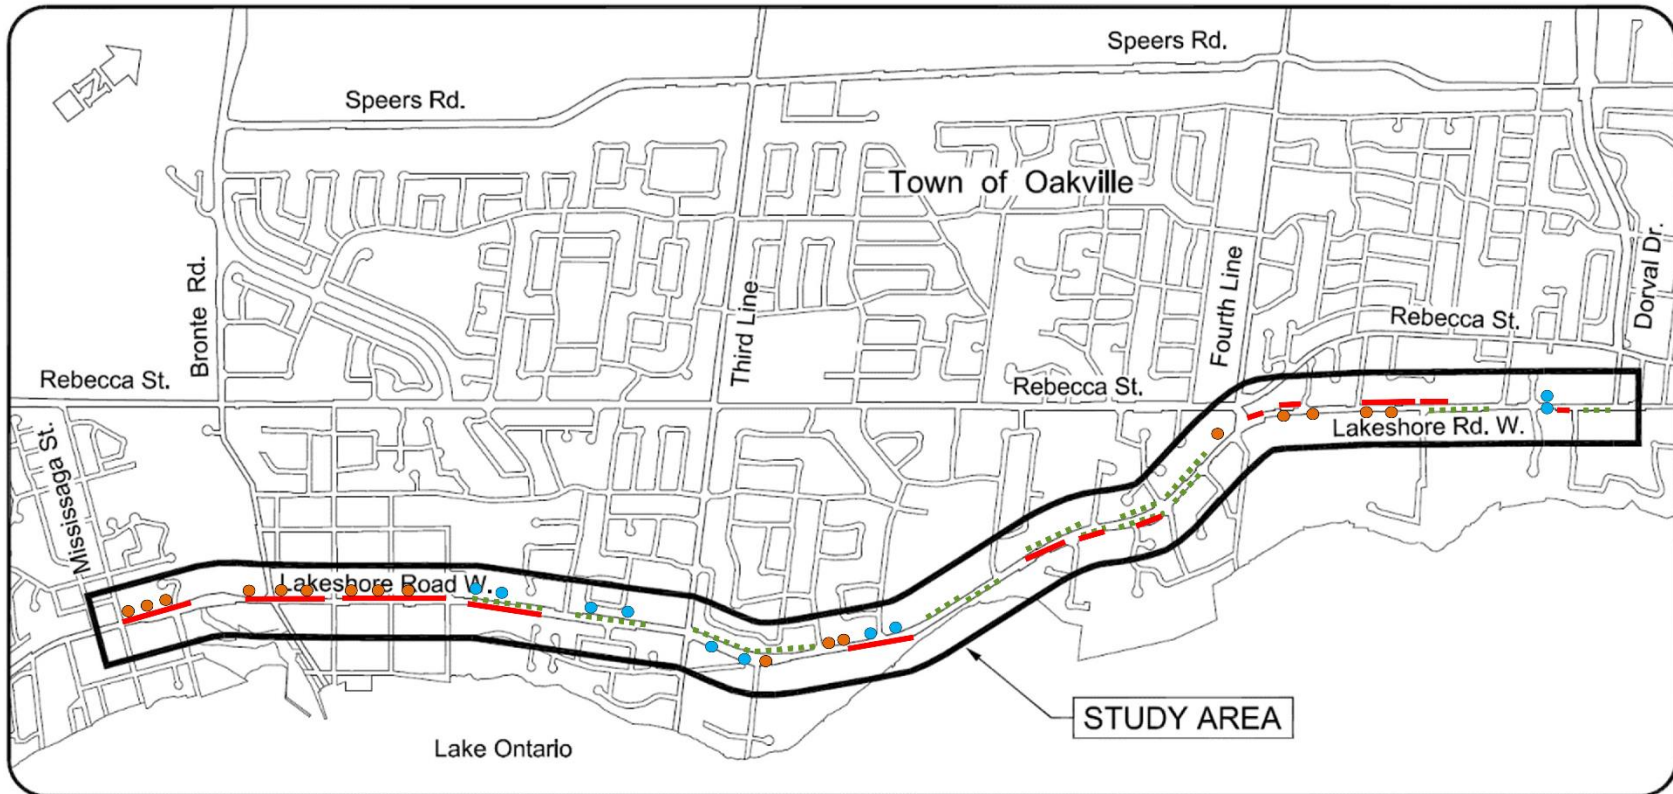 Speers Rd.
Speers Rd.
N
Town of Oakville
Bronte Rd.
Third Line
Fourth Line
Dorval Dr.
Rebecca St.
Rebecca St.
Rebecca St.
Mississaga St.
Lakeshore Rd. W.
Lakeshore Road W.
STUDY AREA
Lake Ontario